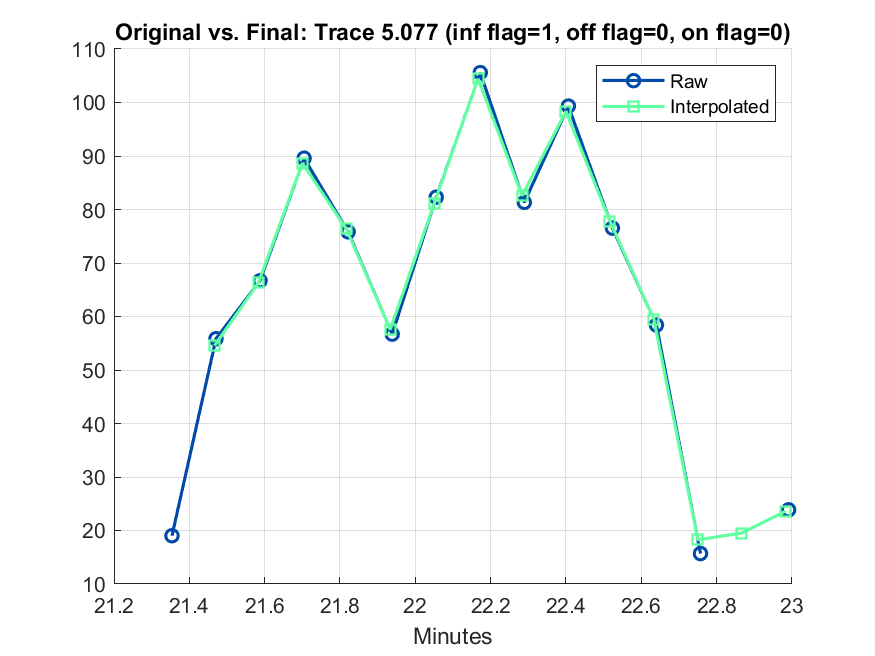 Original vs. Final: Trace 5.077 (inf flag=1, off flag=0, on flag=0)
110
100
90
80
70
60
50
40
30
20
10
Raw
Interpolated
21.2 21.4 21.6 21.8 22 22.2 22.4 22.6 22.8 23
Minutes